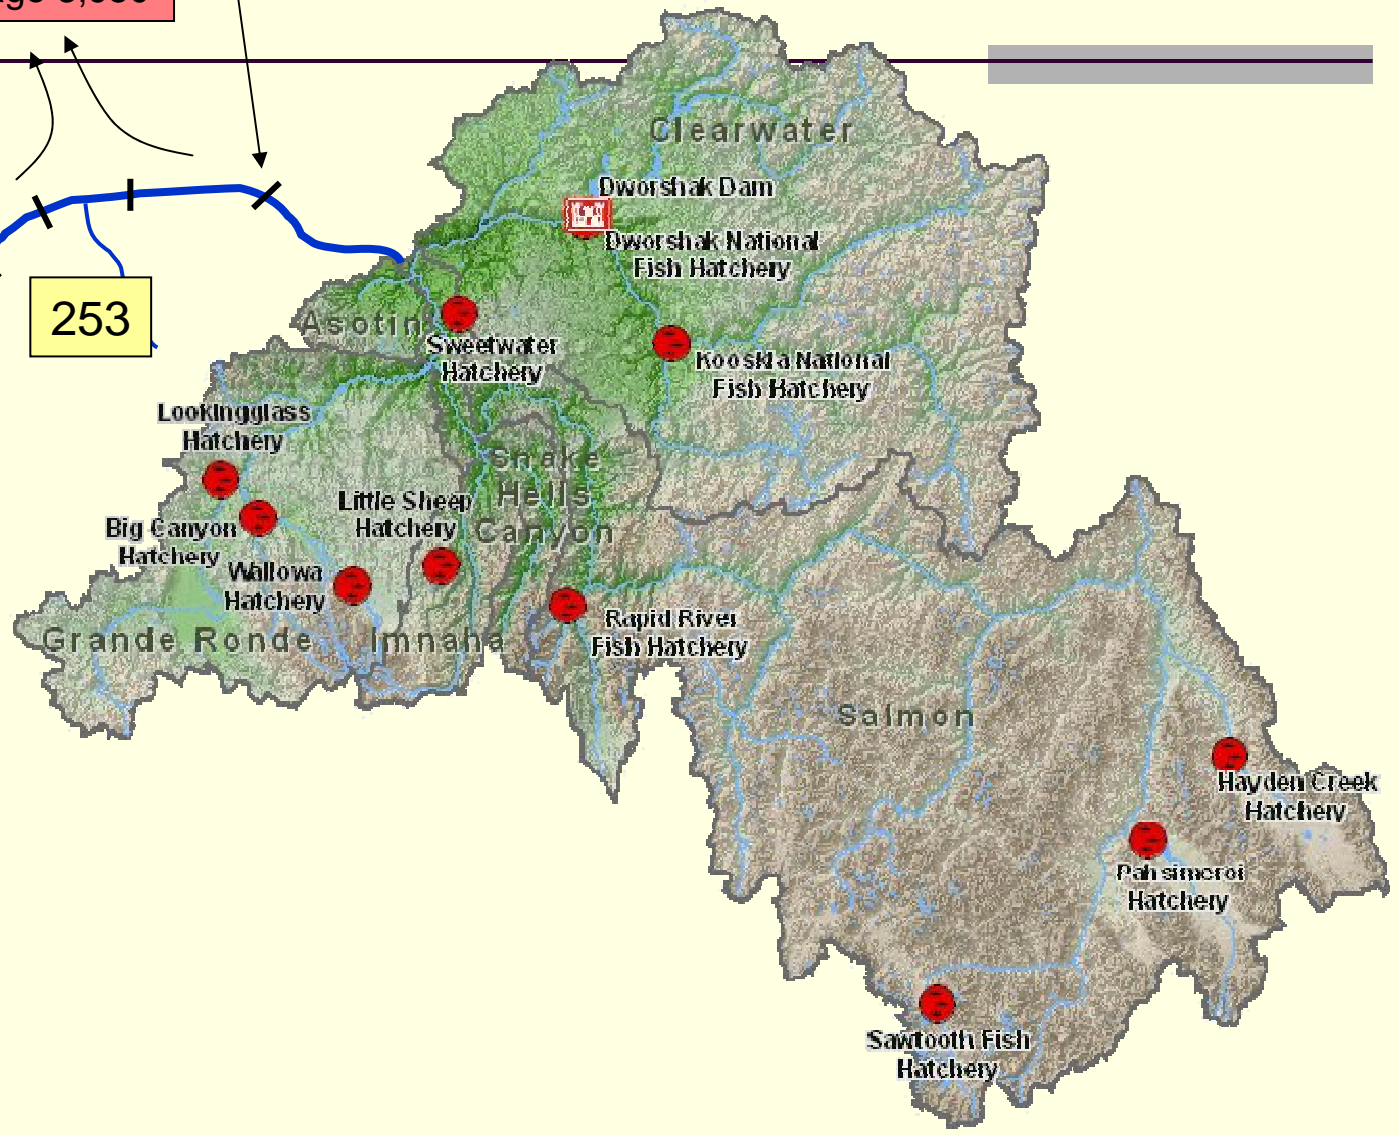 Clearwater
Dworshak Dam
Dworshak National
Fish Hatchery
253
Asotin
Sweetwater
Hatchery
Kooskia National
Fish Hatchery
Lookingglass
Hatchery
Snake
Hells
Canyon
Little Sheep
Hatchery
Big Canyon
Hatchery
Wallowa
Hatchery
Grande Ronde
Imnaha
Rapid River
Fish Hatchery
Salmon
Hayden Creek
Hatchery
Pahsimeroi
Hatchery
Sawtooth Fish
Hatchery